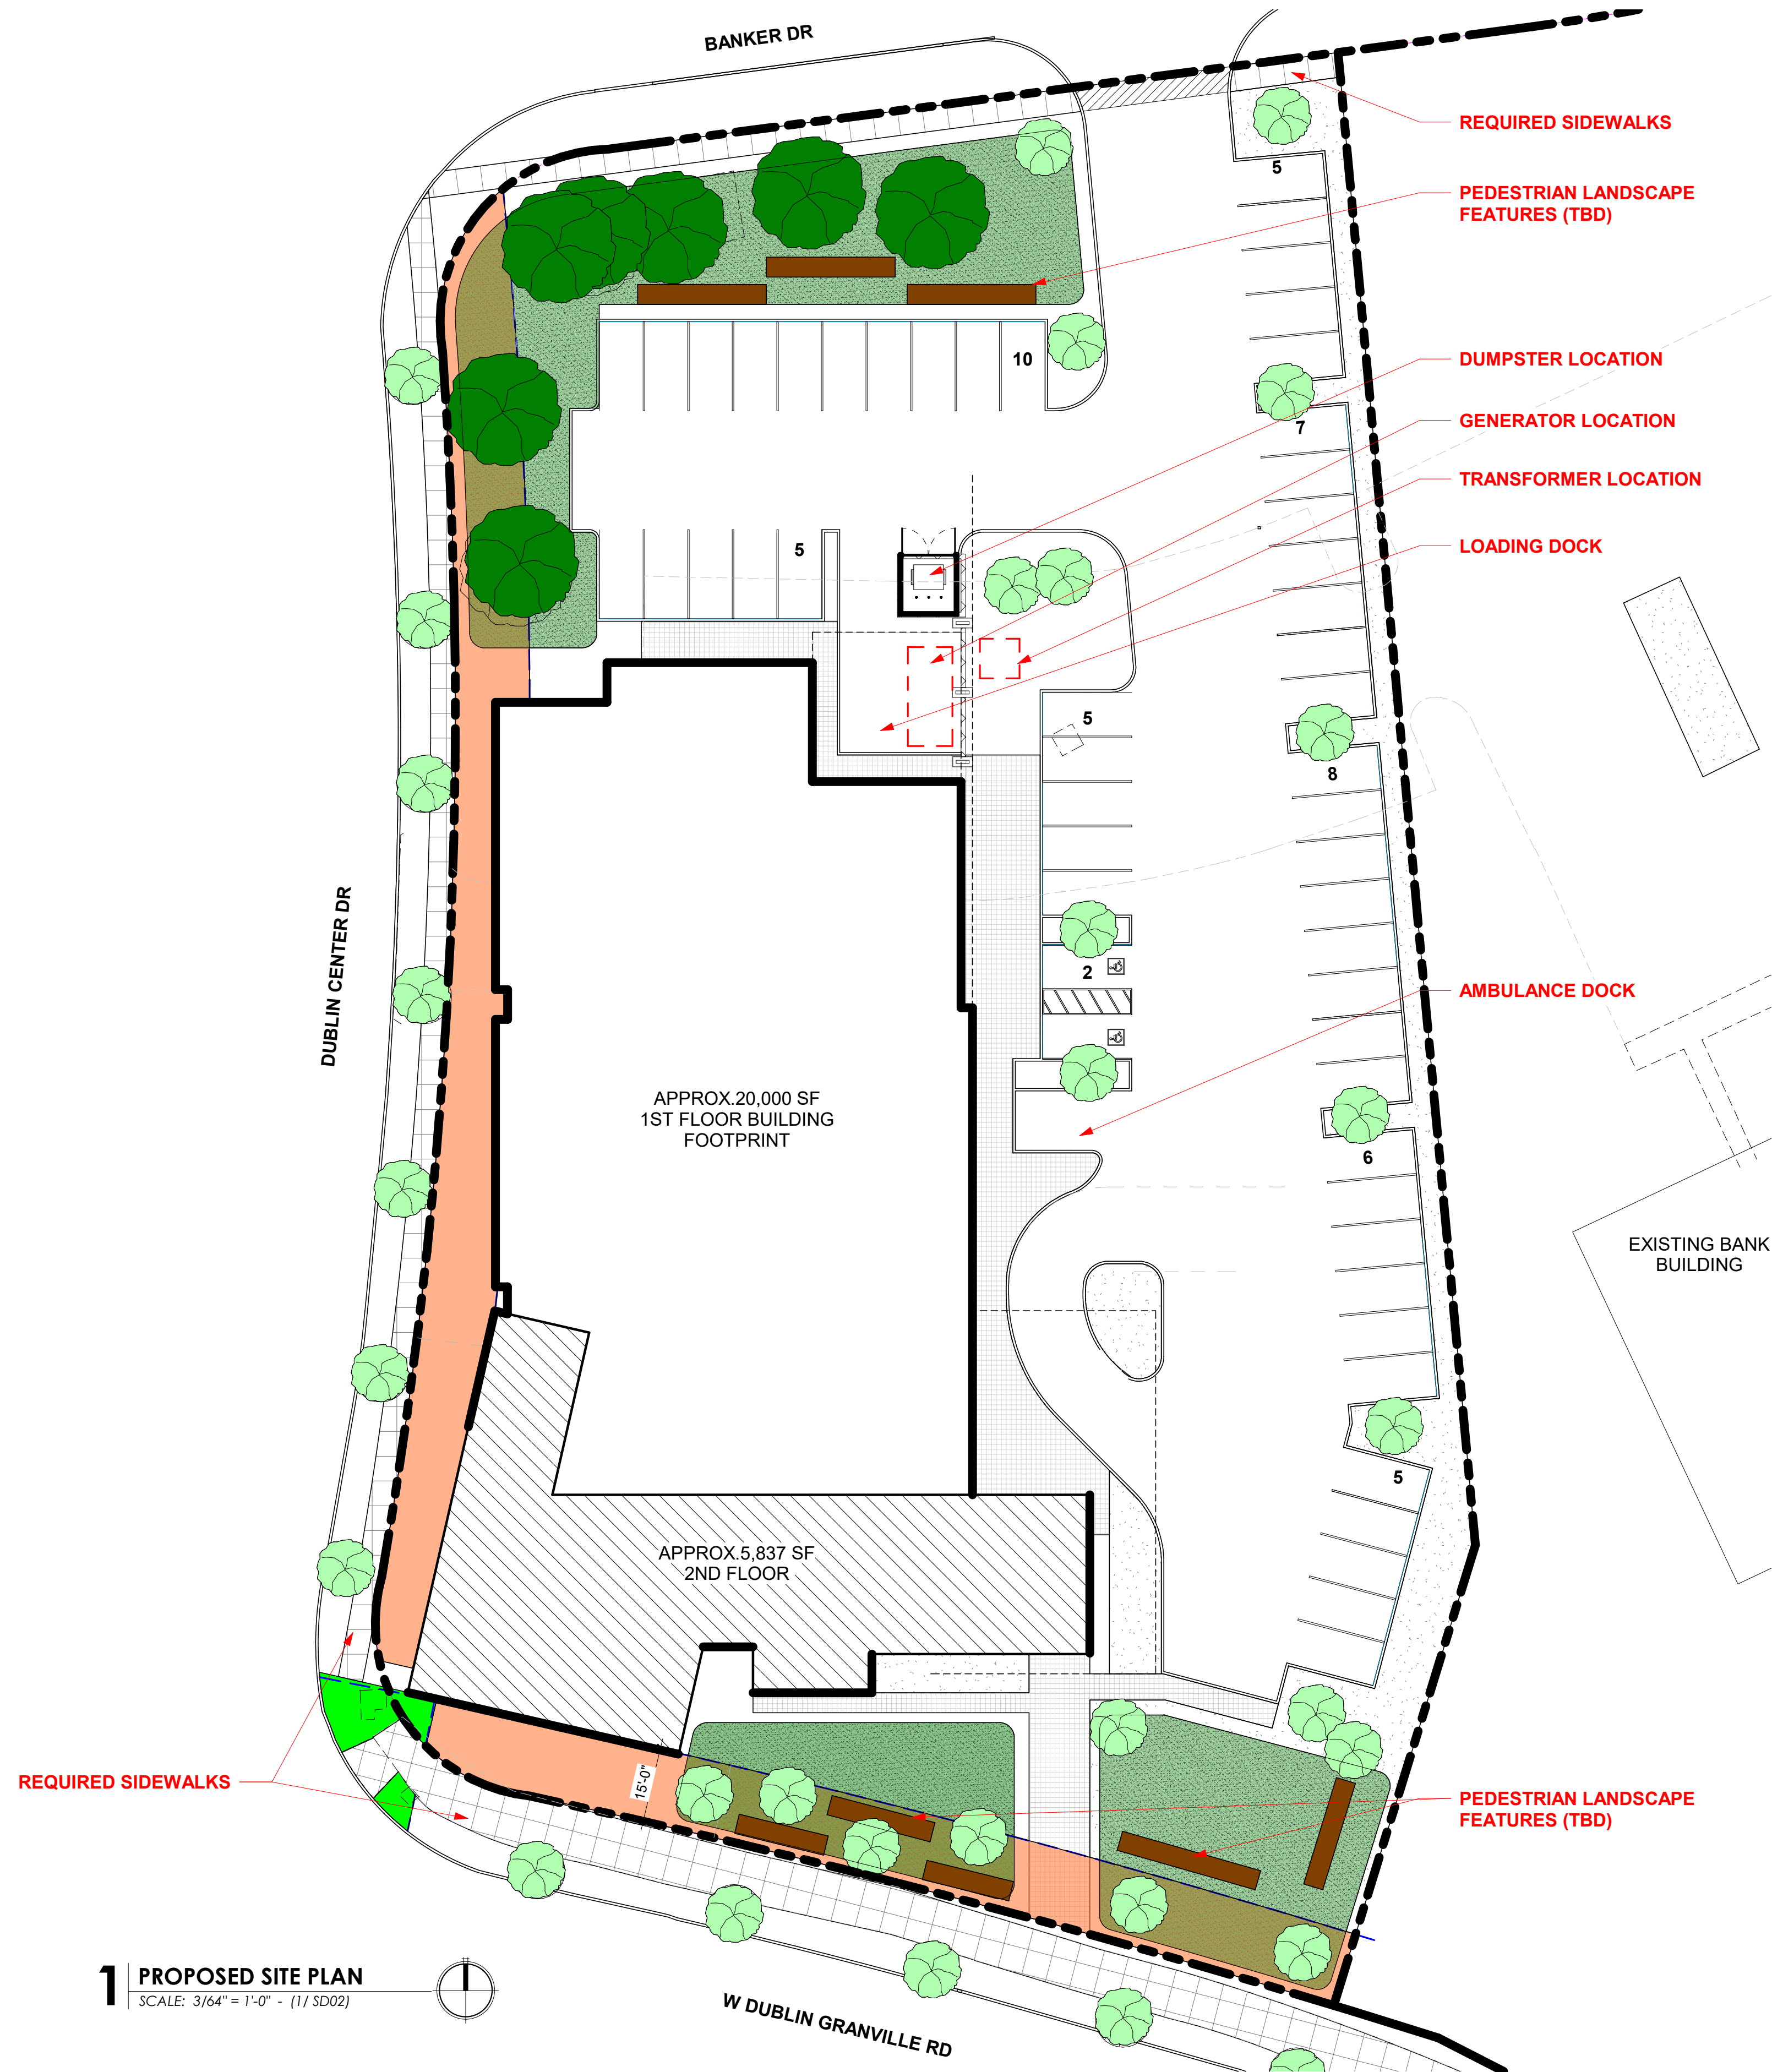 BANKER DR
REQUIRED SIDEWALKS
5
PEDESTRIAN LANDSCAPE
FEATURES (TBD)
10
DUMPSTER LOCATION
7
GENERATOR LOCATION
TRANSFORMER LOCATION
5
LOADING DOCK
5
8
DUBLIN CENTER DR
2
AMBULANCE DOCK
APPROX.20,000 SF
1ST FLOOR BUILDING
FOOTPRINT
6
EXISTING BANK
BUILDING
5
APPROX.5,837 SF
2ND FLOOR
REQUIRED SIDEWALKS
15'-0"
PEDESTRIAN LANDSCAPE
FEATURES (TBD)
1
PROPOSED SITE PLAN
SCALE: 3/64" = 1'-0" - (1/ SD02)
W DUBLIN GRANVILLE RD